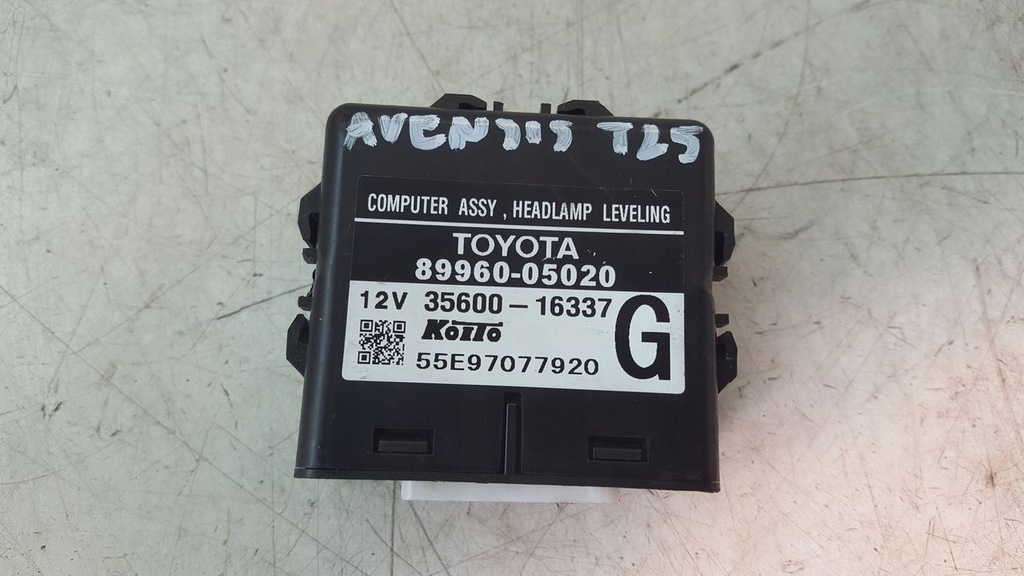 AVENSIS T25
COMPUTER ASSY, HEADLAMP LEVELING
TOYOTA
89960-05020
12V 35600-16337
G
KOITO
55E97077920